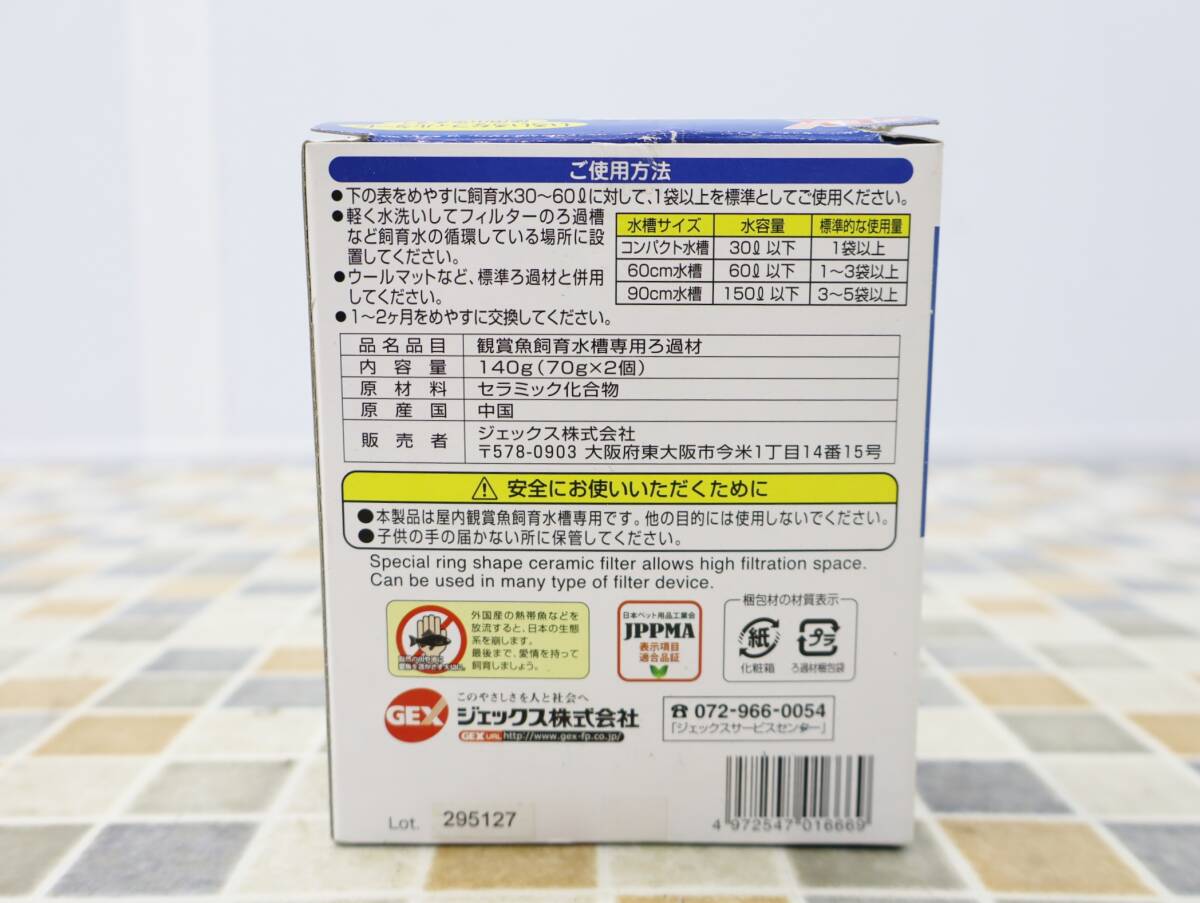 ご使用方法
●下の表をめやすに飼育水30〜60ℓに対して、1袋以上を標準としてご使用ください。
●軽く水洗いしてフィルターのろ過槽
など飼育水の循環している場所に設
置してください。
●ウールマットなど、標準ろ過材と併用
してください。
●1〜2ヶ月をめやすに交換してください。
水槽サイズ 水容量 標準的な使用量
コンパクト水槽 30ℓ 以下 1袋以上
60cm水槽 60ℓ 以下 1〜3袋以上
90cm水槽 150ℓ 以下 3〜5袋以上
品名品目 観賞魚飼育水槽専用ろ過材
内容量 140g(70g×2個)
原材料 セラミック化合物
原産国 中国
販売者 ジェックス株式会社
〒578-0903 大阪府東大阪市今米1丁目14番15号
⚠ 安全にお使いいただくために
●本製品は屋内観賞魚飼育水槽専用です。他の目的には使用しないでください。
●子供の手の届かない所に保管してください。
Special ring shape ceramic filter allows high filtration space.
Can be used in many type of filter device.
外国産の熱帯魚などを
放流すると、日本の生態
系を崩します。
最後まで、愛情を持って
飼育しましょう。
日本ペット用品工業会
JPPMA
表示項目
適合品証
梱包材の材質表示
紙 プラ
化粧箱 ろ過材梱包袋
このやさしさを人と社会へ
GEX ジェックス株式会社
GEX URL http://www.gex-fp.co.jp/
☎ 072-966-0054
「ジェックスサービスセンター」
Lot. 295127
4 972547 016669